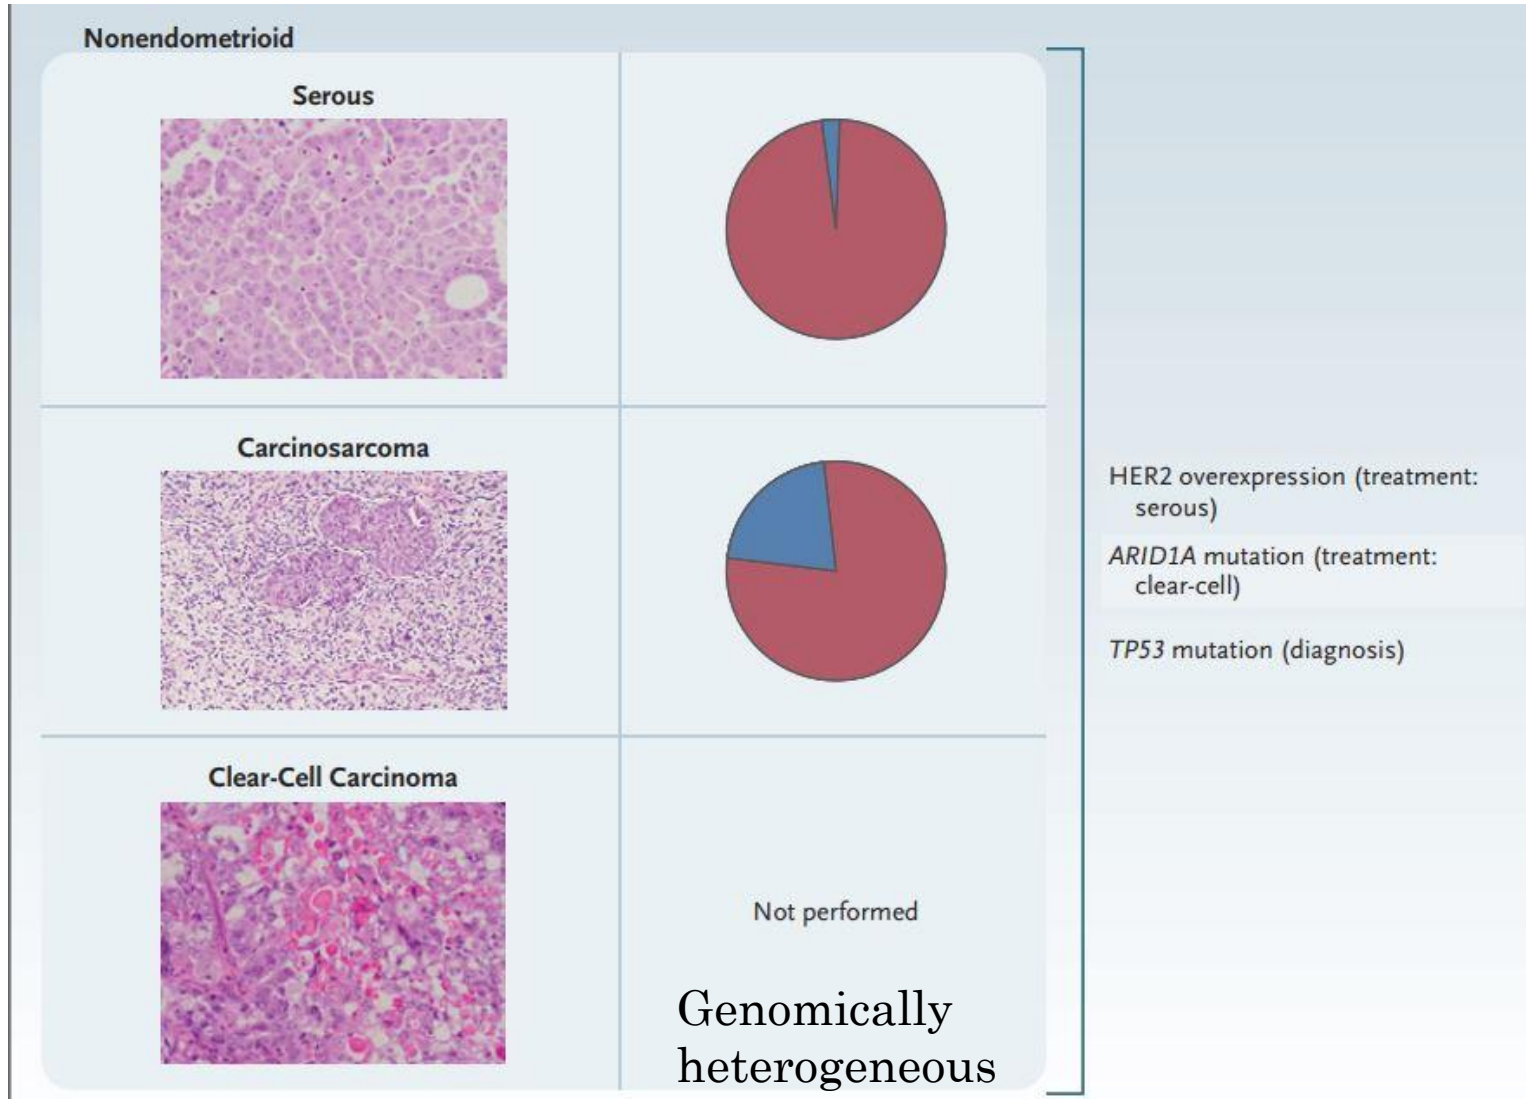 Nonendometrioid
Serous
Carcinosarcoma
HER2 overexpression (treatment:
serous)
ARID1A mutation (treatment:
clear-cell)
TP53 mutation (diagnosis)
Clear-Cell Carcinoma
Not performed
Genomically
heterogeneous